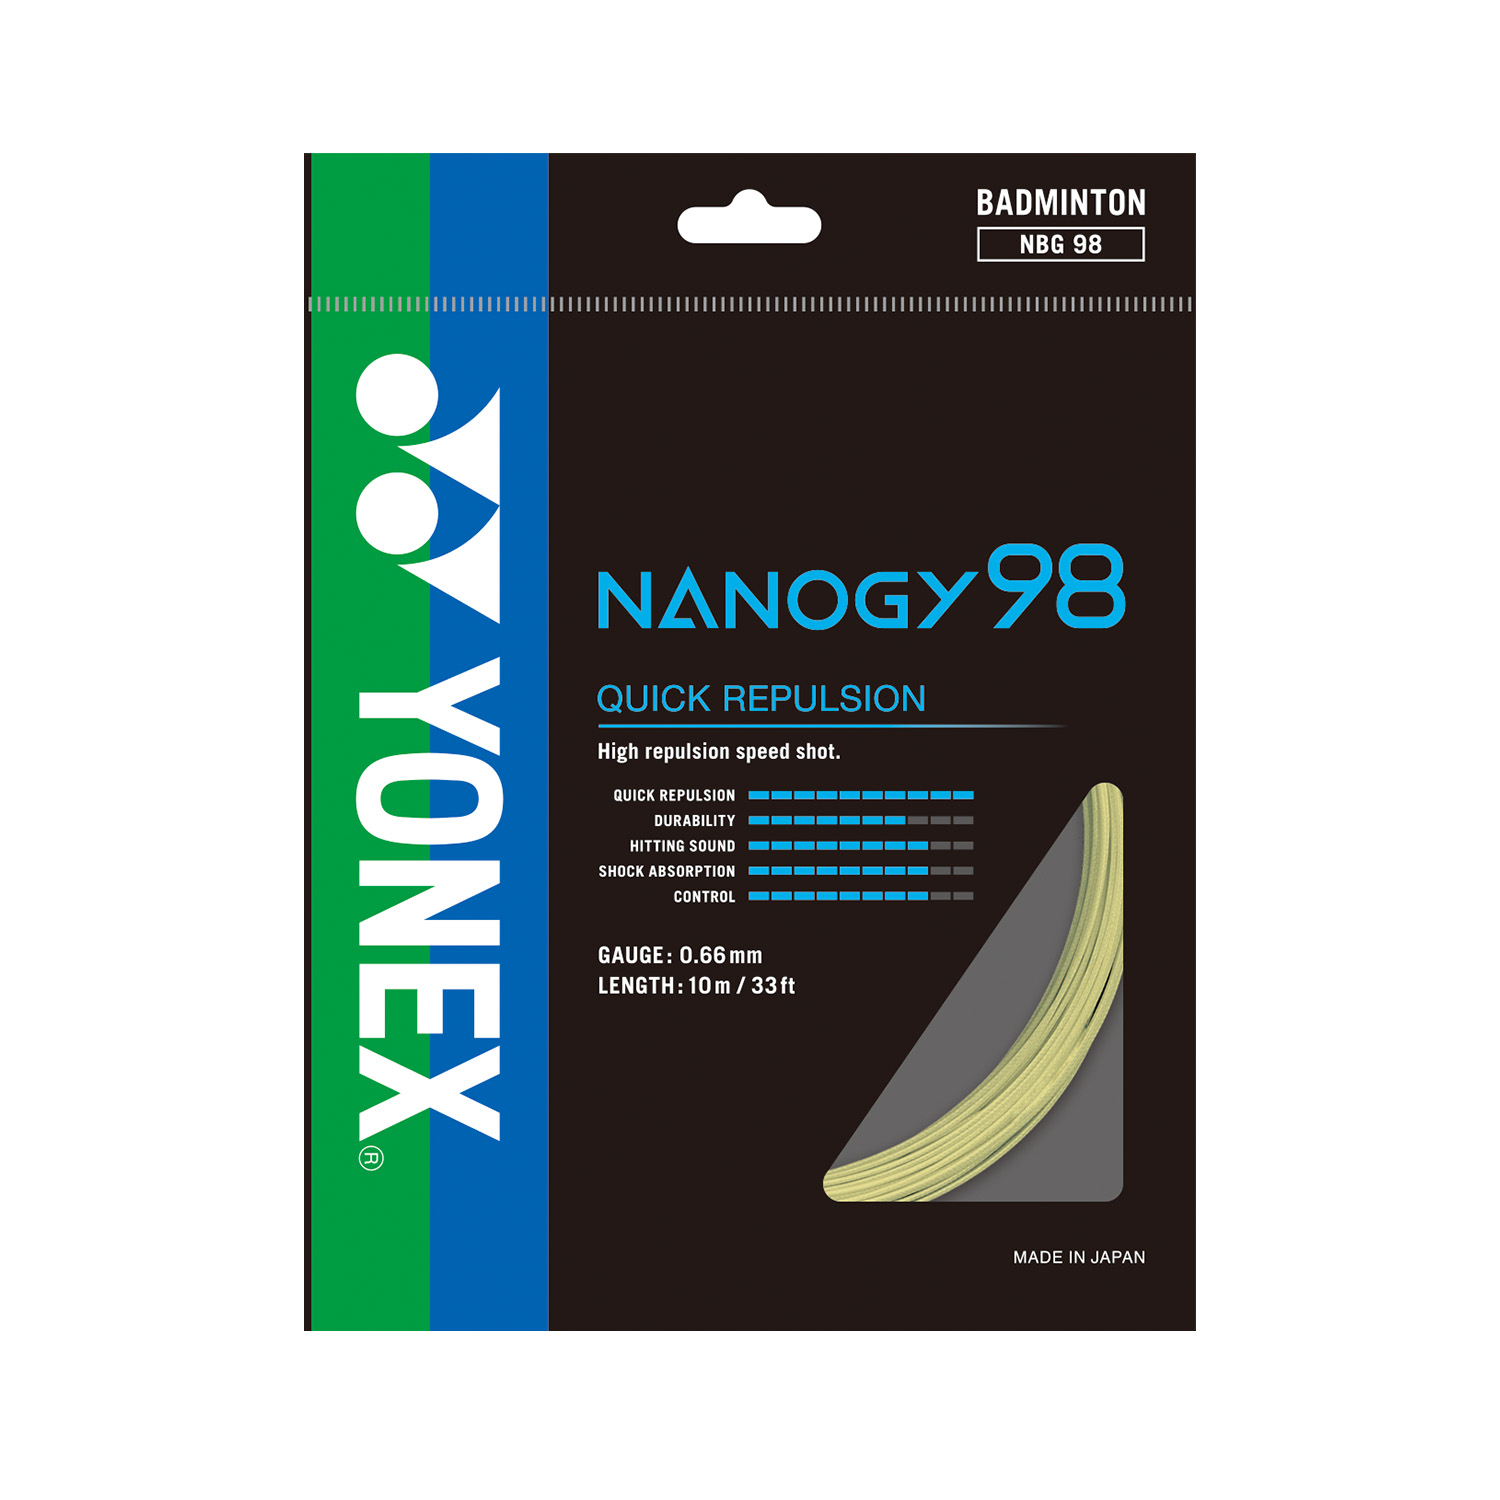 BADMINTON
NBG 98
YONEX®
NANOGY98
QUICK REPULSION
High repulsion speed shot.
QUICK REPULSION
DURABILITY
HITTING SOUND
SHOCK ABSORPTION
CONTROL
GAUGE: 0.66mm
LENGTH: 10m / 33ft
MADE IN JAPAN